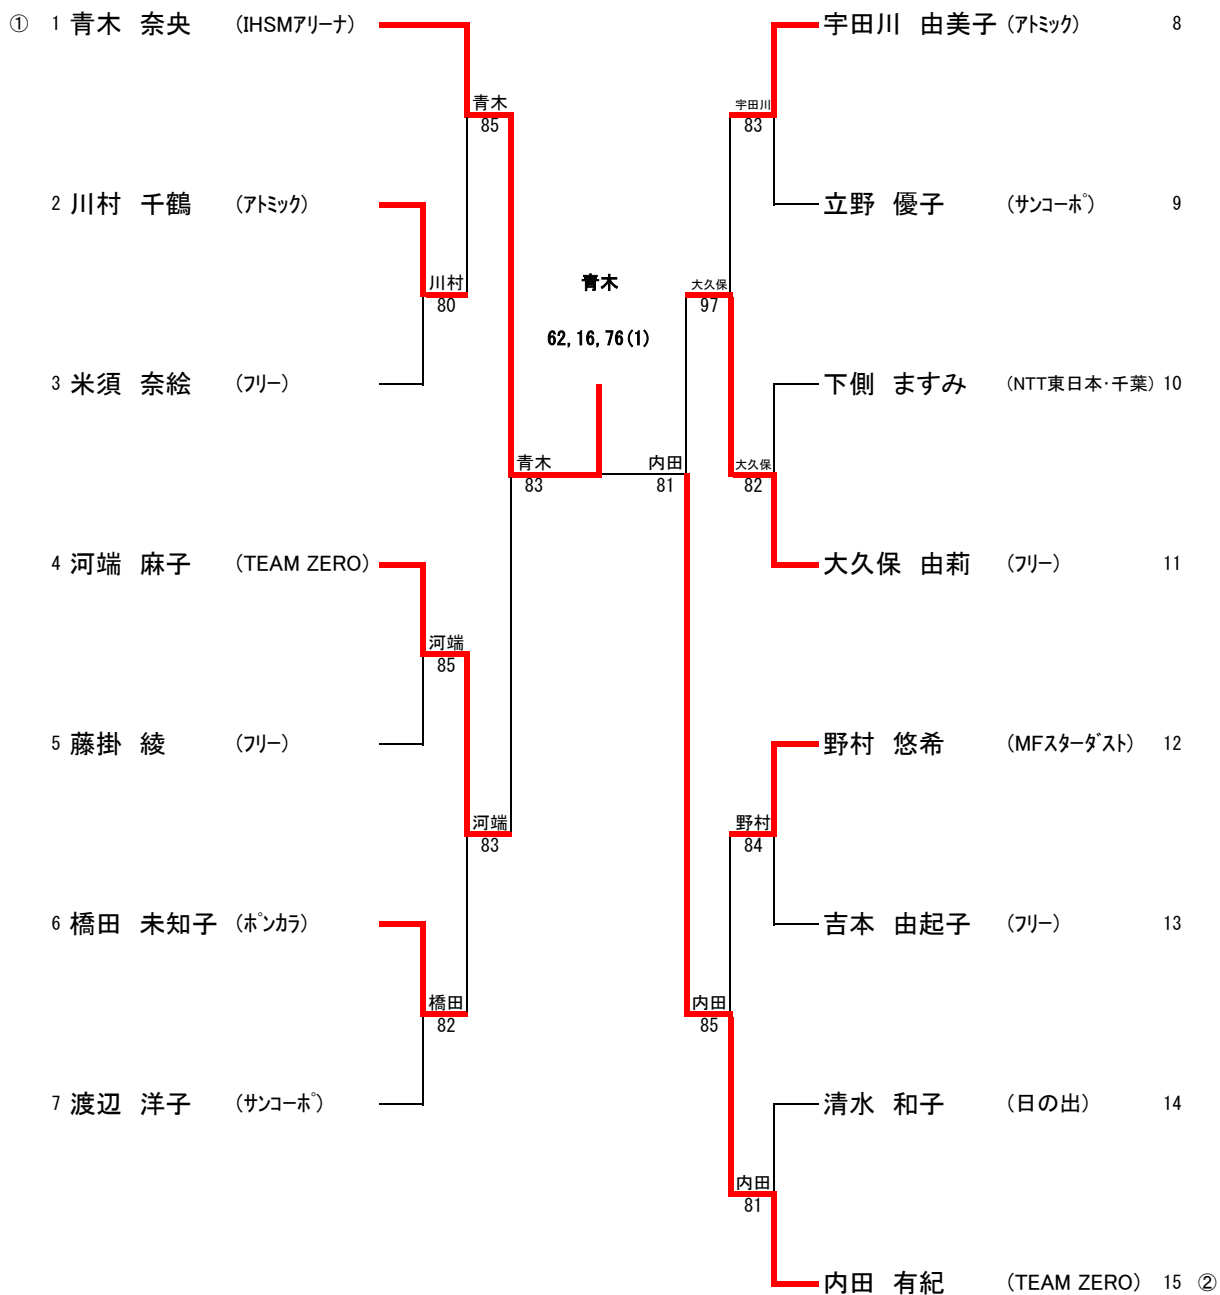 ① 1 青木 奈央 (IHSMアリーナ)
宇田川 由美子 (アトミック) 8
青木
85
宇田川
83
2 川村 千鶴 (アトミック)
立野 優子 (サンコーポ) 9
川村
80
青木
大久保
97
62, 16, 76(1)
3 米須 奈絵 (フリー)
下側 ますみ (NTT東日本・千葉) 10
青木
83
内田
81
大久保
82
4 河端 麻子 (TEAM ZERO)
大久保 由莉 (フリー) 11
河端
85
5 藤掛 綾 (フリー)
野村 悠希 (MFスターダスト) 12
河端
83
野村
84
6 橋田 未知子 (ポンカラ)
吉本 由起子 (フリー) 13
橋田
82
内田
85
7 渡辺 洋子 (サンコーポ)
清水 和子 (日の出) 14
内田
81
内田 有紀 (TEAM ZERO) 15 ②